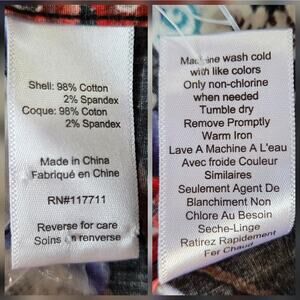 Shell: 98% Cotton
2% Spandex
Coque: 98% Coton
2% Spandex
Made in China
Fabriqué en Chine
RN#117711
Reverse for care
Soins en renverse
Machine wash cold
with like colors
Only non-chlorine
when needed
Tumble dry
Remove Promptly
Warm Iron
Lave A Machine A L'eau
Avec froide Couleur
Similaires
Seulement Agent De
Blanchiment Non
Chlore Au Besoin
Seche-Linge
Ratirez Rapidement
Fer Chaud